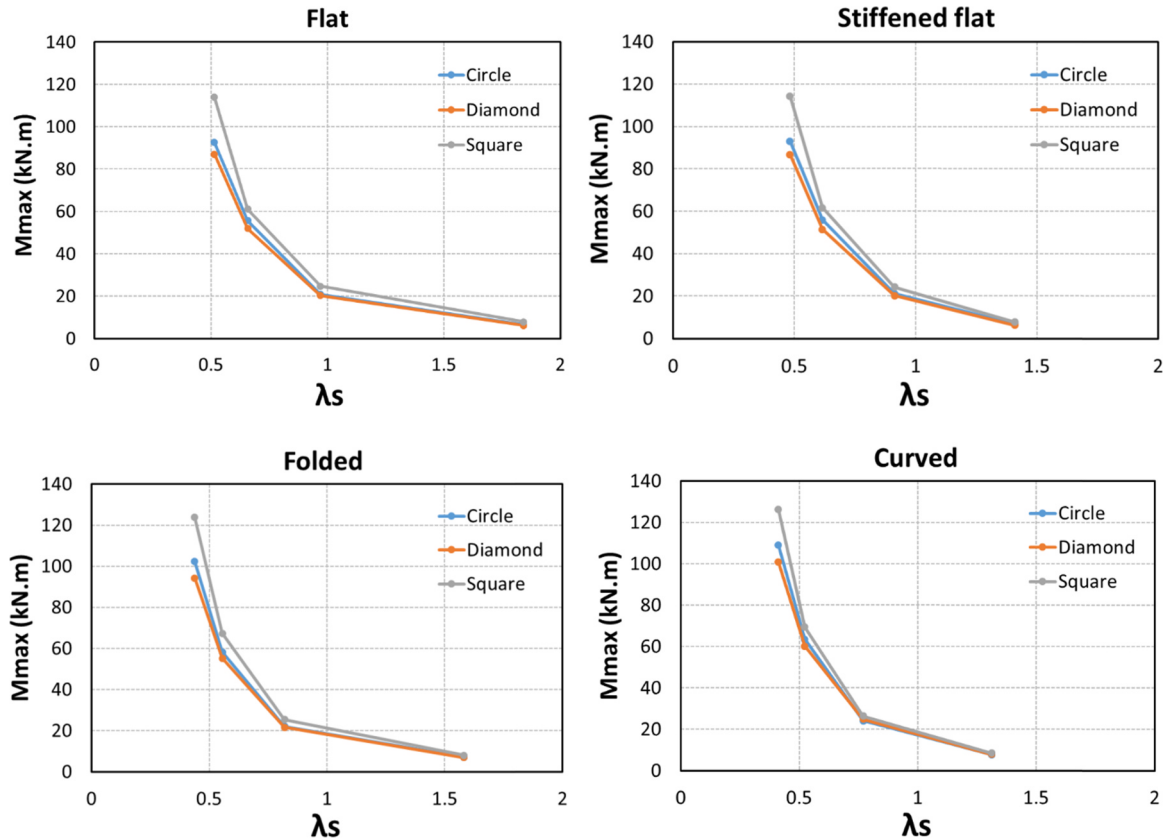 Flat
Mmax (kN.m)
140
120
100
80
60
40
20
0
0 0.5 1 1.5 2
λs
Circle
Diamond
Square
Stiffened flat
Mmax (kN.m)
140
120
100
80
60
40
20
0
0 0.5 1 1.5 2
λs
Circle
Diamond
Square
Folded
Mmax (kN.m)
140
120
100
80
60
40
20
0
0 0.5 1 1.5 2
λs
Circle
Diamond
Square
Curved
Mmax (kN.m)
140
120
100
80
60
40
20
0
0 0.5 1 1.5 2
λs
Circle
Diamond
Square